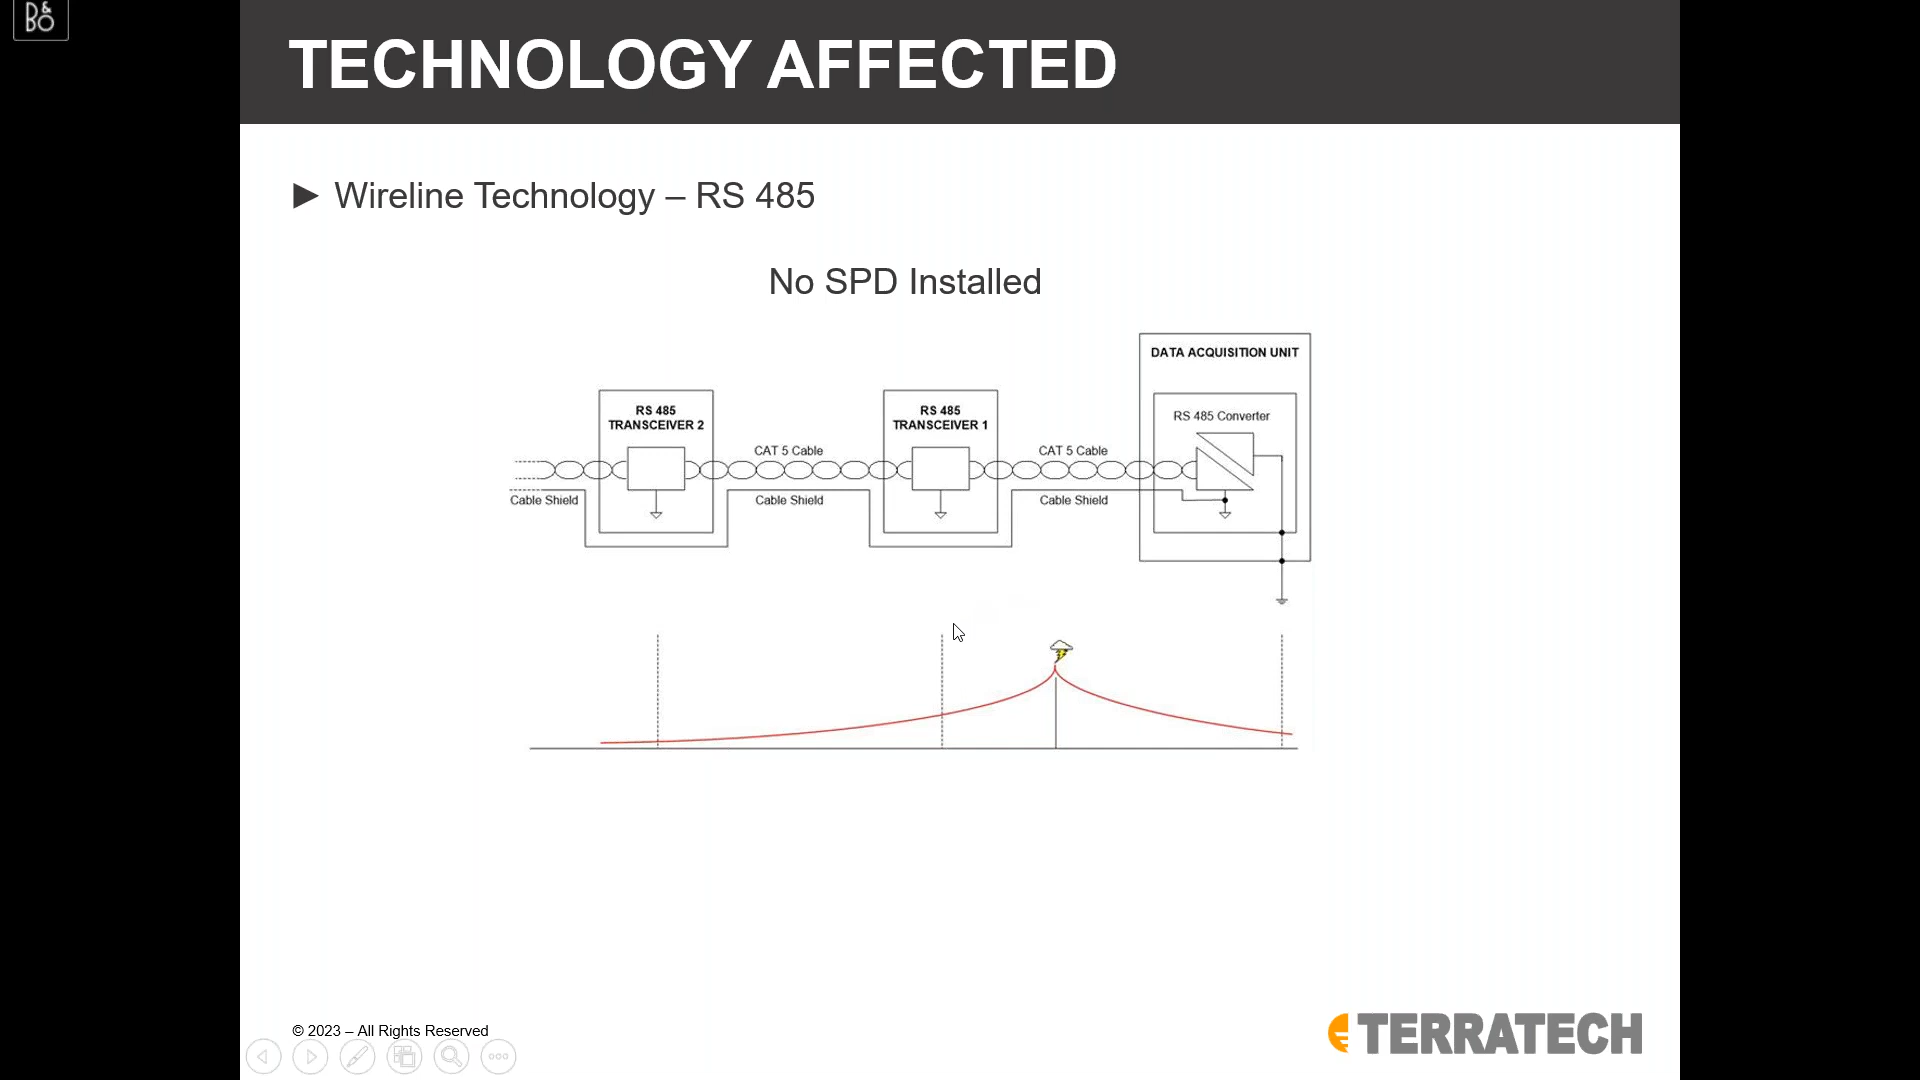 B&O
TECHNOLOGY AFFECTED
► Wireline Technology – RS 485
No SPD Installed
DATA ACQUISITION UNIT
RS 485
TRANSCEIVER 2
RS 485
TRANSCEIVER 1
RS 485 Converter
CAT 5 Cable
CAT 5 Cable
Cable Shield
Cable Shield
Cable Shield
© 2023 – All Rights Reserved
TERRATECH